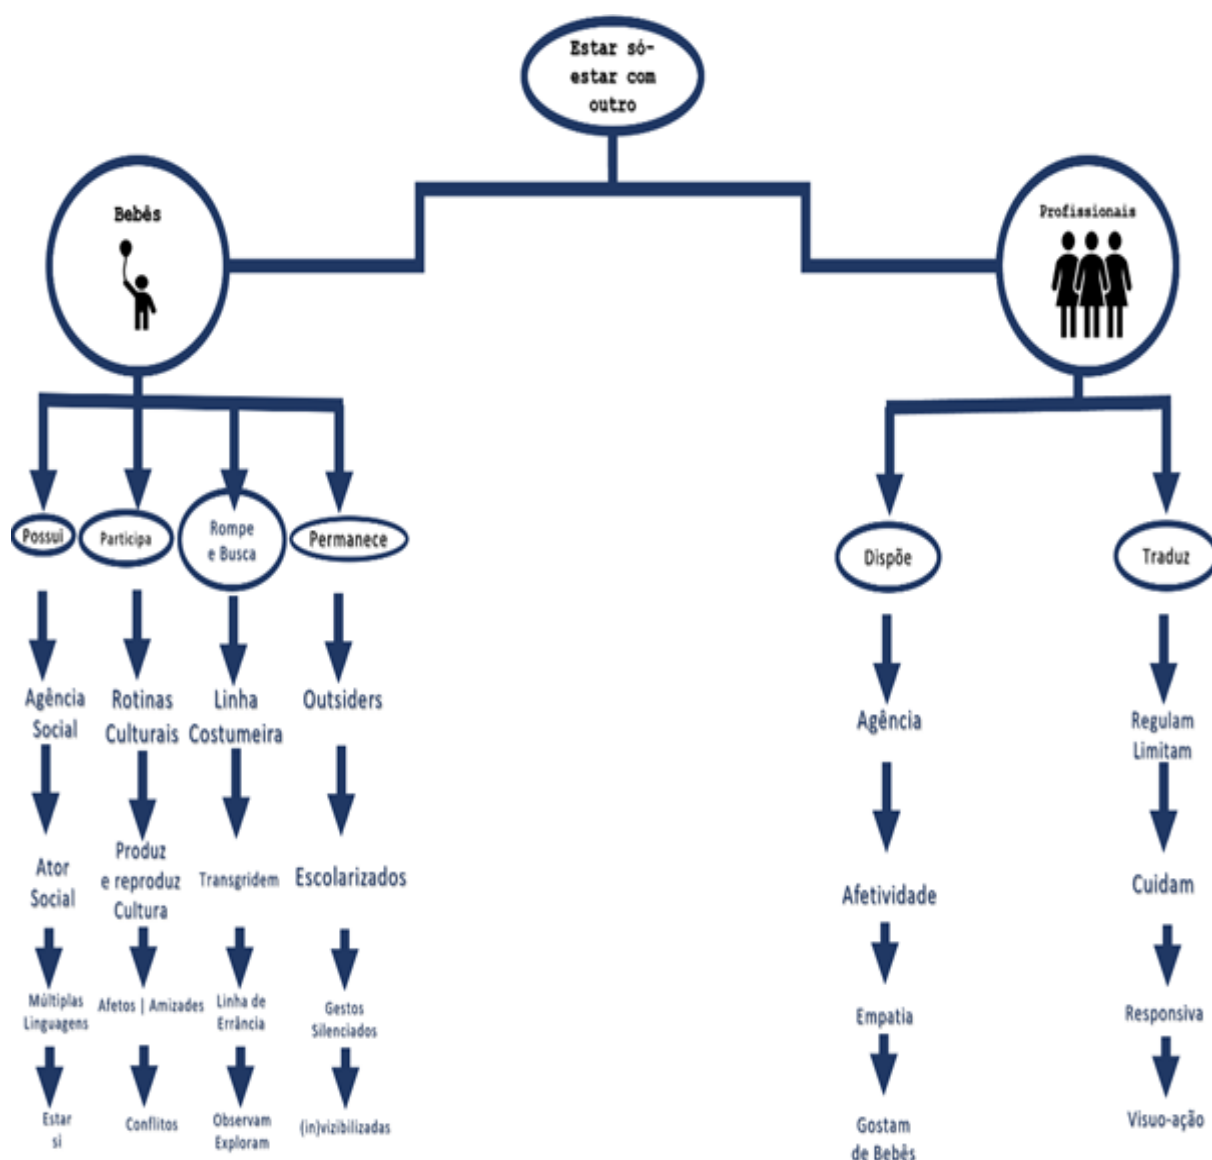 Estar só-
estar com
outro
Bebês
Profissionais
Possui
Participa
Rompe
e Busca
Permanece
Dispõe
Traduz
Agência
Social
Rotinas
Culturais
Linha
Costumeira
Outsiders
Agência
Regulam
Limitam
Ator
Social
Produz
e reproduz
Cultura
Transgridem
Escolarizados
Afetividade
Cuidam
Múltiplas
Linguagens
Afetos | Amizades
Linha de
Errância
Gestos
Silenciados
Empatia
Responsiva
Estar
si
Conflitos
Observam
Exploram
(in)vizibilizadas
Gostam
de Bebês
Visuo-ação